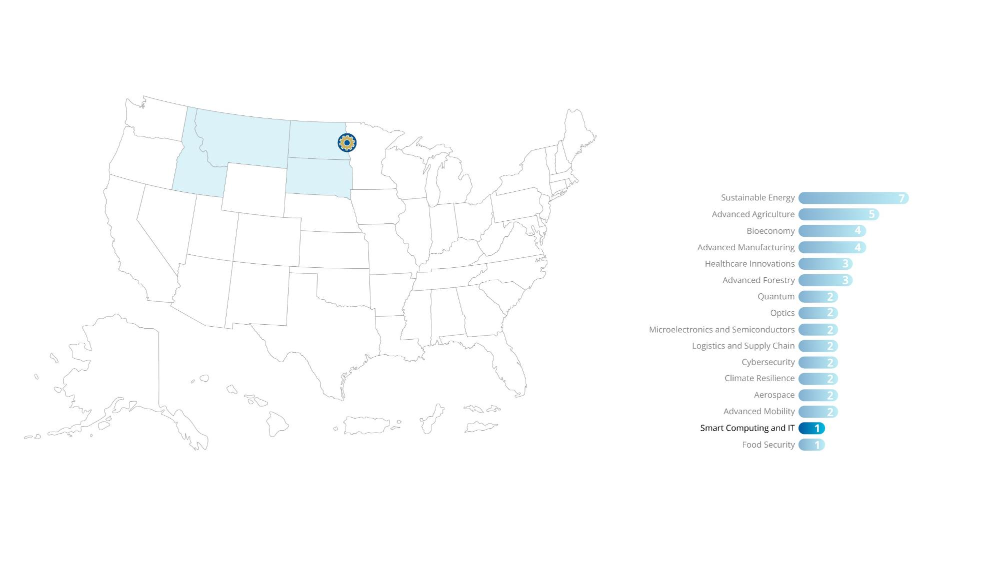 Sustainable Energy 7
Advanced Agriculture 5
Bioeconomy 4
Advanced Manufacturing 4
Healthcare Innovations 3
Advanced Forestry 3
Quantum 2
Optics 2
Microelectronics and Semiconductors 2
Logistics and Supply Chain 2
Cybersecurity 2
Climate Resilience 2
Aerospace 2
Advanced Mobility 2
Smart Computing and IT 1
Food Security 1